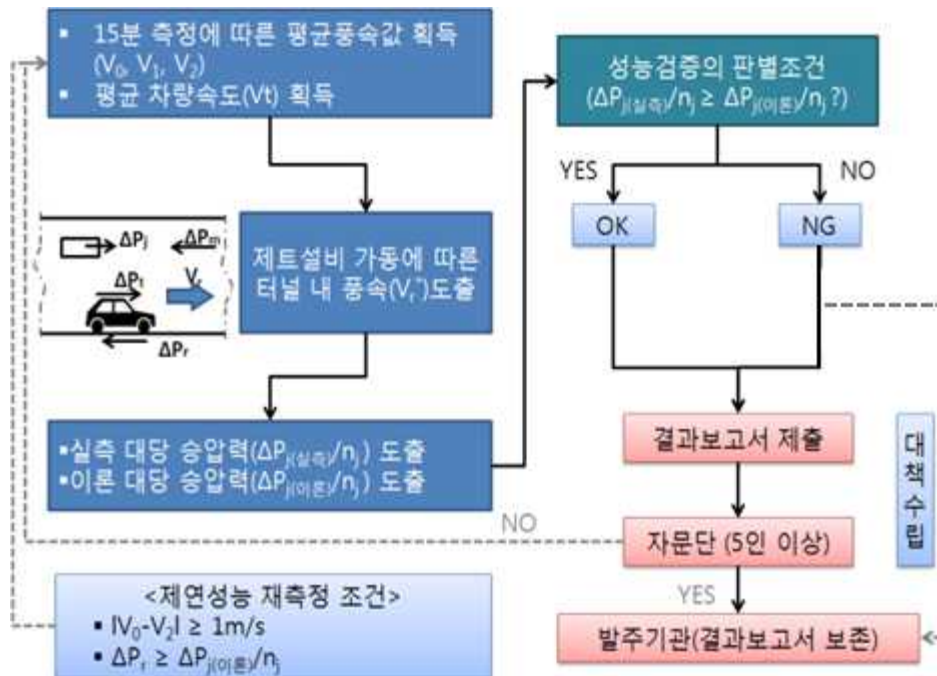 ▪ 15분 측정에 따른 평균풍속값 획득
(V₀, V₁, V₂)
▪ 평균 차량속도(Vt) 획득
ΔPⱼ
ΔPₘ
ΔPₜ
Vᵣ
ΔPᵣ
제트설비 가동에 따른
터널 내 풍속(Vᵣ*)도출
▪실측 대당 승압력(ΔPj(실측)/nj) 도출
▪이론 대당 승압력(ΔPj(이론)/nj) 도출
<제연성능 재측정 조건>
▪ |V₀-V₂| ≥ 1m/s
▪ ΔPᵣ ≥ ΔPj(이론)/nj
성능검증의 판별조건
(ΔPj(실측)/nj ≥ ΔPj(이론)/nj ?)
YES
NO
OK
NG
결과보고서 제출
NO
자문단 (5인 이상)
YES
발주기관(결과보고서 보존)
대
책
수
립